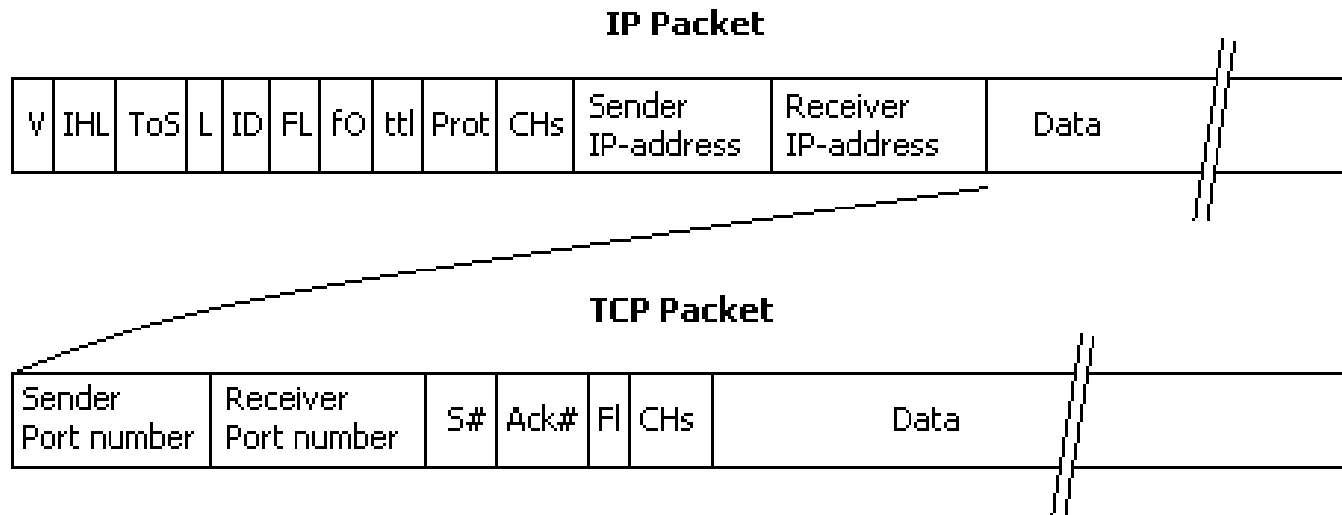 IP Packet
V IHL ToS L ID FL fO ttl Prot CHs Sender IP-address Receiver IP-address Data
TCP Packet
Sender Port number Receiver Port number S# Ack# Fl CHs Data